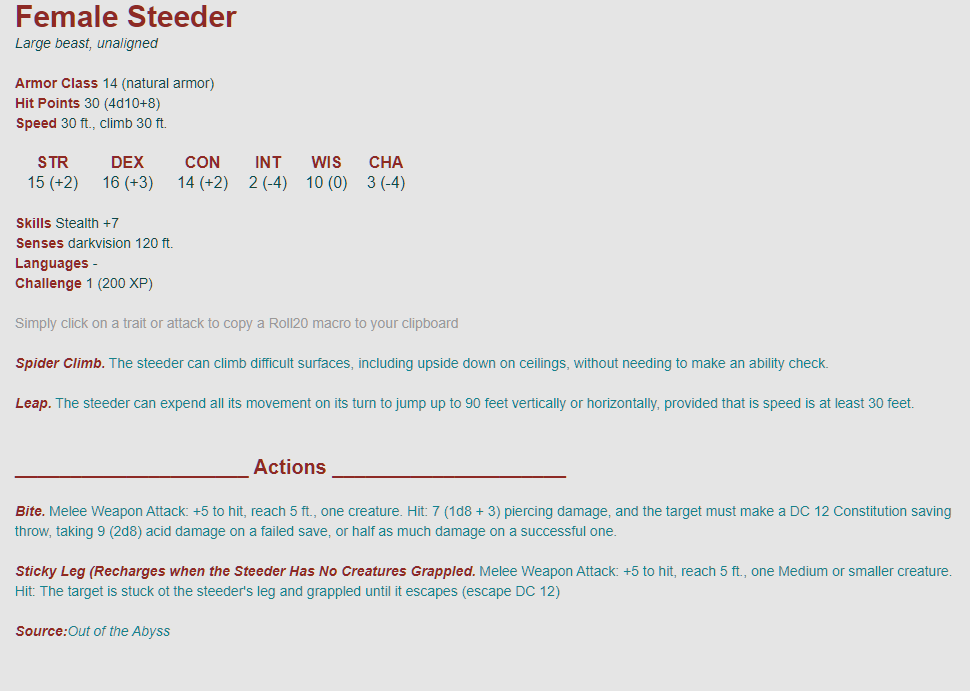 Female Steeder
Large beast, unaligned
Armor Class 14 (natural armor)
Hit Points 30 (4d10+8)
Speed 30 ft., climb 30 ft.
STR DEX CON INT WIS CHA
15 (+2) 16 (+3) 14 (+2) 2 (-4) 10 (0) 3 (-4)
Skills Stealth +7
Senses darkvision 120 ft.
Languages -
Challenge 1 (200 XP)
Simply click on a trait or attack to copy a Roll20 macro to your clipboard
Spider Climb. The steeder can climb difficult surfaces, including upside down on ceilings, without needing to make an ability check.
Leap. The steeder can expend all its movement on its turn to jump up to 90 feet vertically or horizontally, provided that is speed is at least 30 feet.
Actions
Bite. Melee Weapon Attack: +5 to hit, reach 5 ft., one creature. Hit: 7 (1d8 + 3) piercing damage, and the target must make a DC 12 Constitution saving
throw, taking 9 (2d8) acid damage on a failed save, or half as much damage on a successful one.
Sticky Leg (Recharges when the Steeder Has No Creatures Grappled. Melee Weapon Attack: +5 to hit, reach 5 ft., one Medium or smaller creature.
Hit: The target is stuck ot the steeder's leg and grappled until it escapes (escape DC 12)
Source:Out of the Abyss